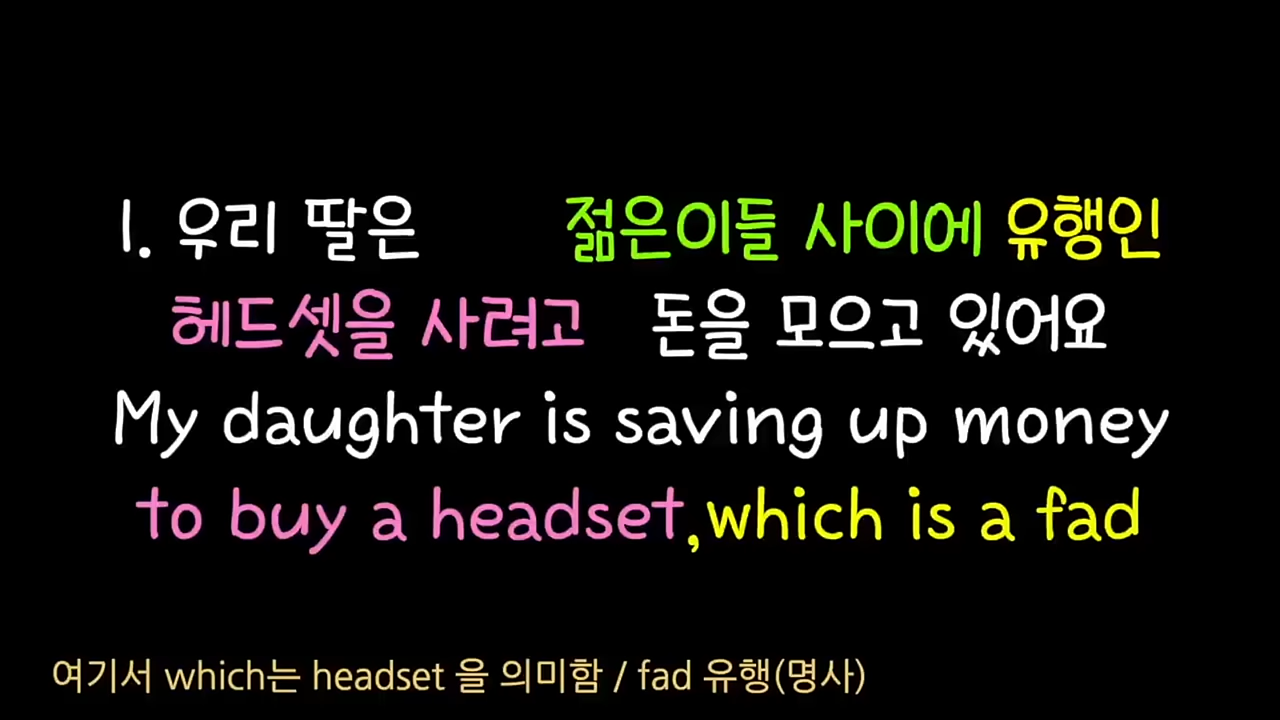 1. 우리 딸은 젊은이들 사이에 유행인
헤드셋을 사려고 돈을 모으고 있어요
My daughter is saving up money
to buy a headset,which is a fad
여기서 which는 headset 을 의미함 / fad 유행(명사)